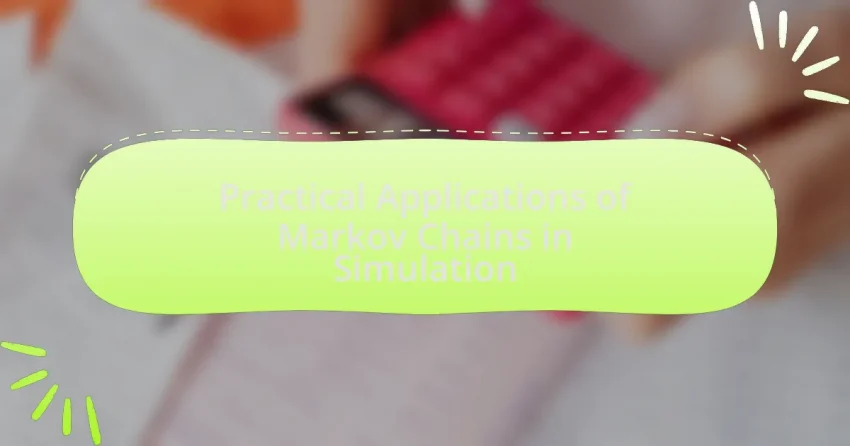 Practical Applications of
Markov Chains in
Simulation